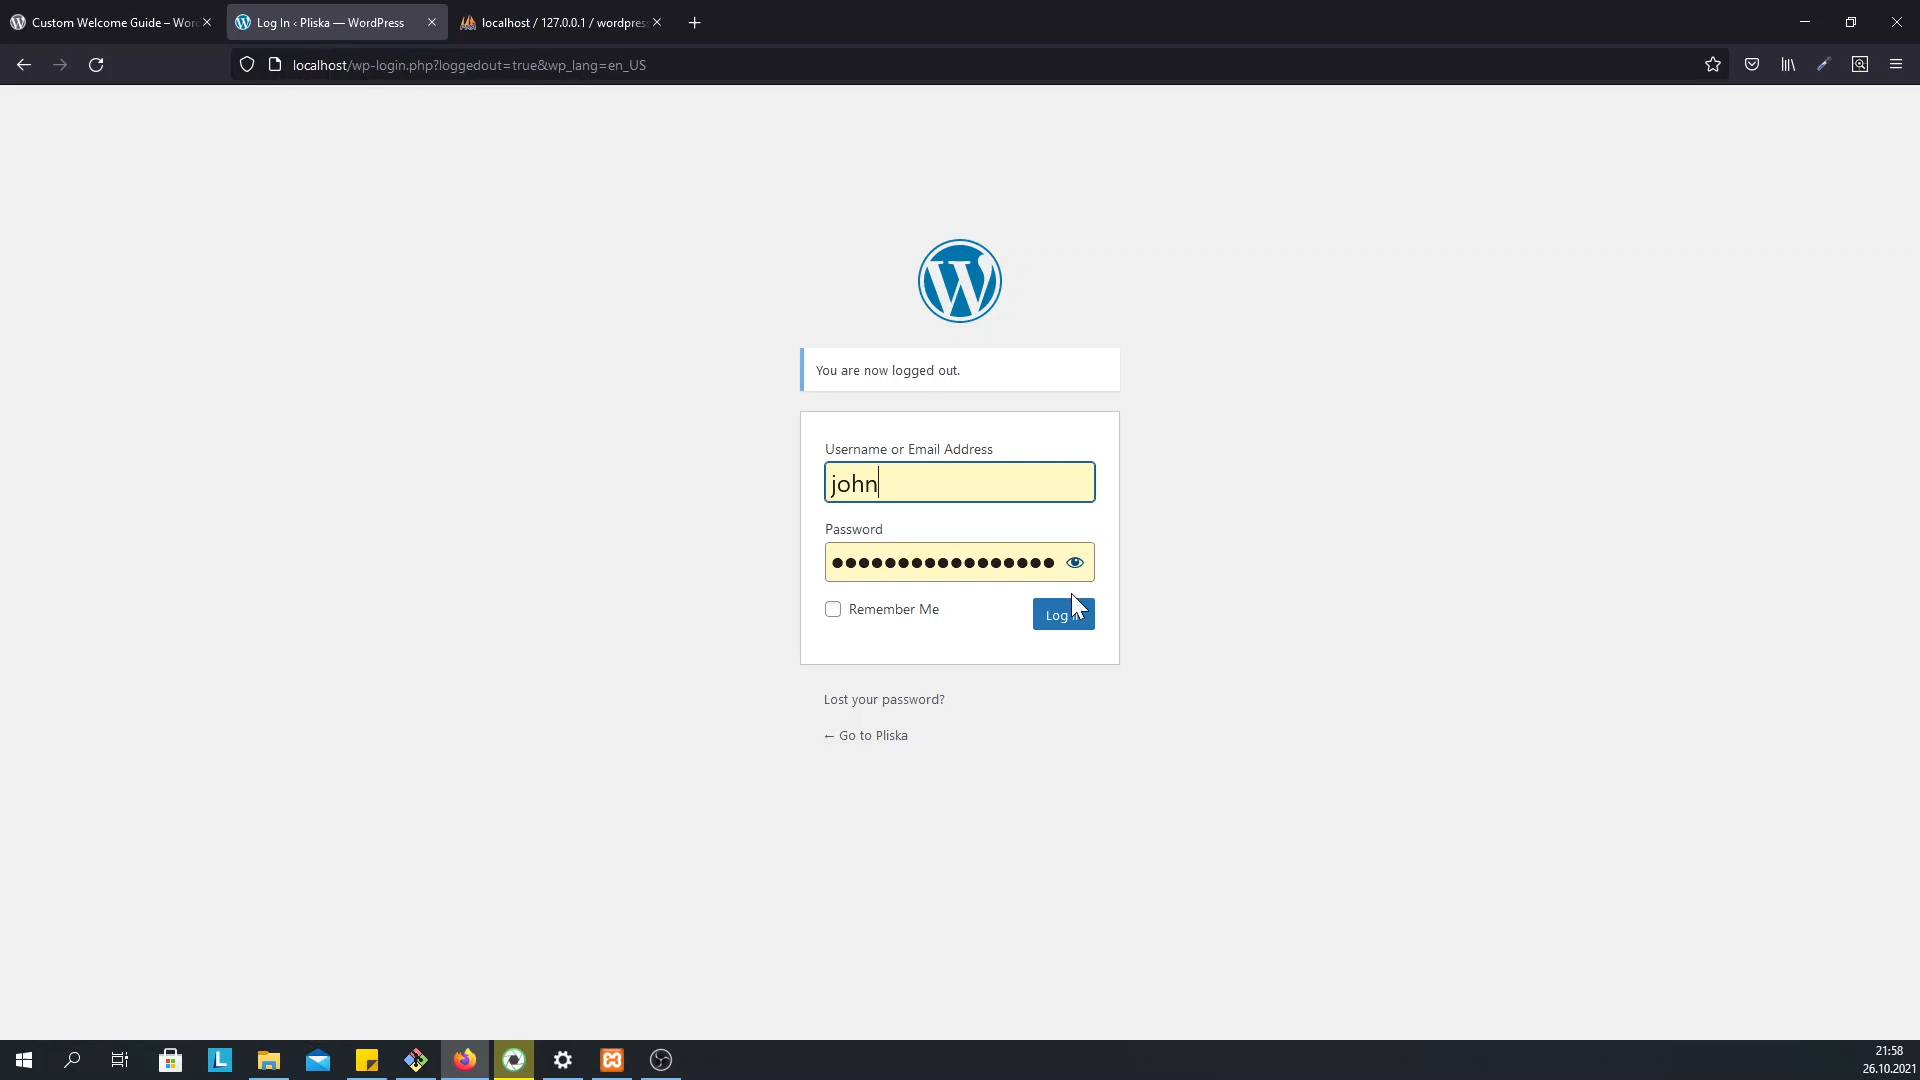 Custom Welcome Guide – Wor
Log In ‹ Pliska — WordPress
localhost / 127.0.0.1 / wordpres
localhost/wp-login.php?loggedout=true&wp_lang=en_US
You are now logged out.
Username or Email Address
john
Password
Remember Me
Log In
Lost your password?
← Go to Pliska
21:58
26.10.2021